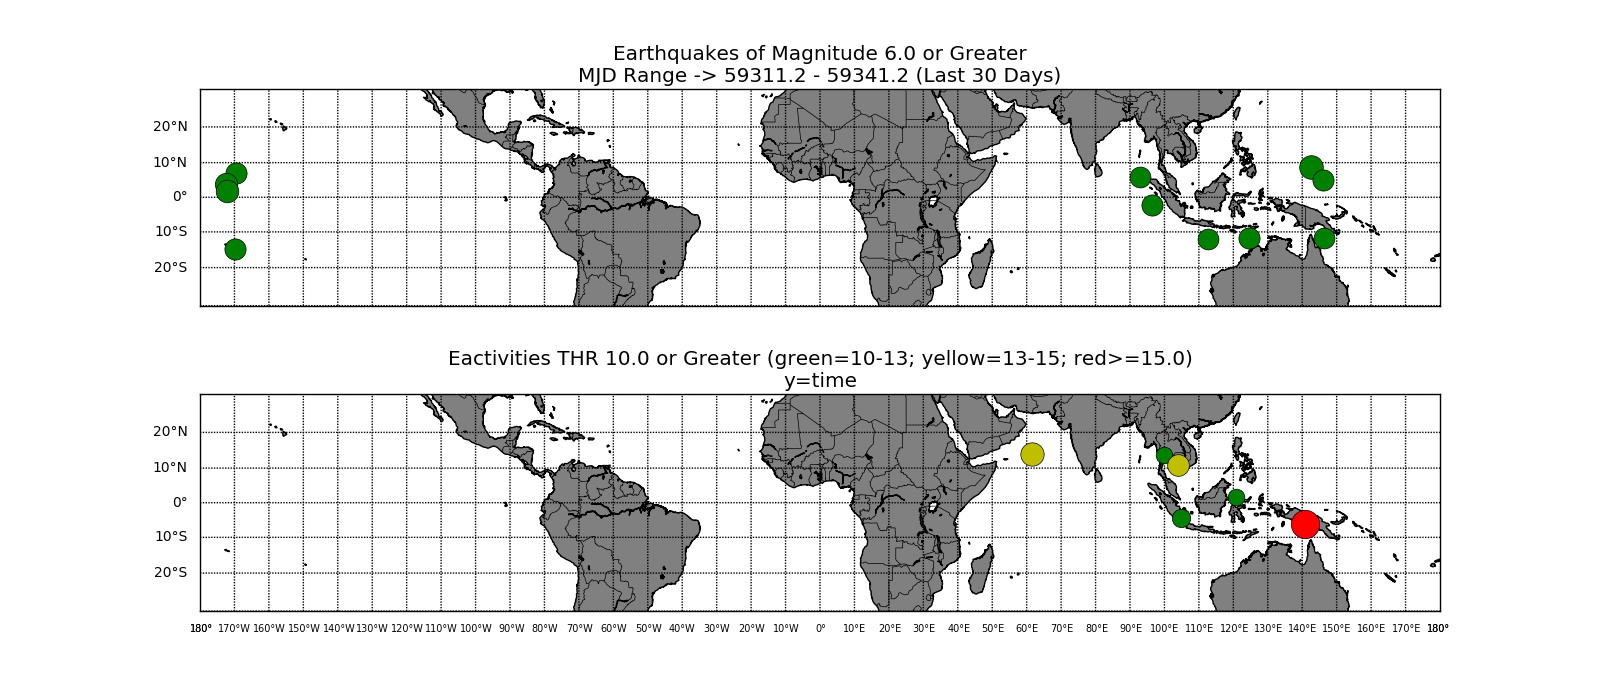 Earthquakes of Magnitude 6.0 or Greater
MJD Range -> 59311.2 - 59341.2 (Last 30 Days)
20°N
10°N
0°
10°S
20°S
Eactivities THR 10.0 or Greater (green=10-13; yellow=13-15; red>=15.0)
y=time
20°N
10°N
0°
10°S
20°S
180° 170°W 160°W 150°W 140°W 130°W 120°W 110°W 100°W 90°W 80°W 70°W 60°W 50°W 40°W 30°W 20°W 10°W 0° 10°E 20°E 30°E 40°E 50°E 60°E 70°E 80°E 90°E 100°E 110°E 120°E 130°E 140°E 150°E 160°E 170°E 180°